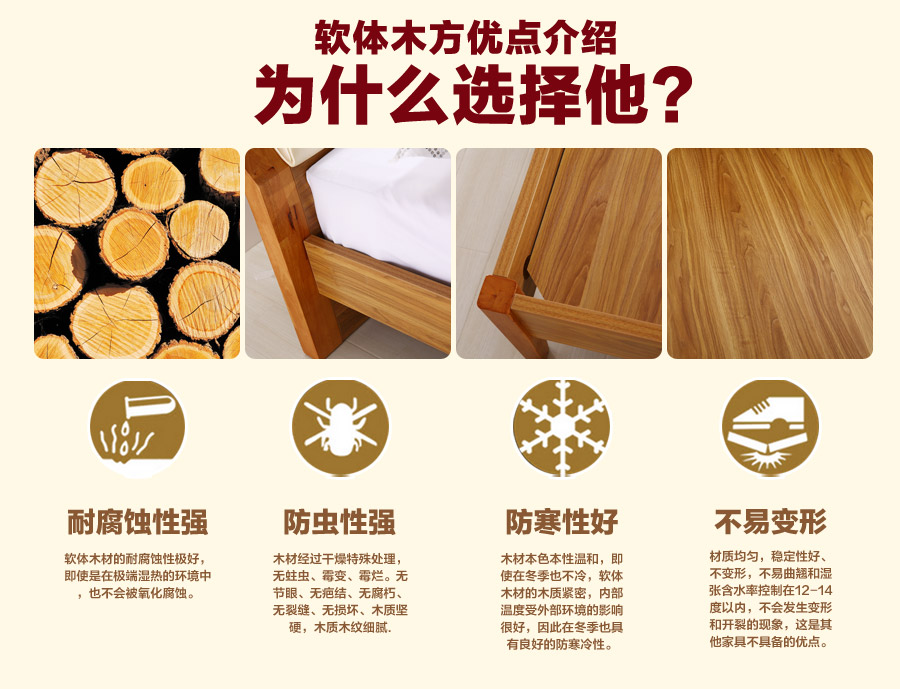 软体木方优点介绍
为什么选择他?
耐腐蚀性强
软体木材的耐腐蚀性极好，
即使是在极端湿热的环境中
，也不会被氧化腐蚀。
防虫性强
木材经过干燥特殊处理，
无蛀虫、霉变、霉烂。无
节眼、无疤结、无腐朽、
无裂缝、无损坏、木质坚
硬，木质木纹细腻.
防寒性好
木材本色本性温和，即
使在冬季也不冷，软体
木材的木质紧密，内部
温度受外部环境的影响
很好，因此在冬季也具
有良好的防寒冷性。
不易变形
材质均匀，稳定性好、
不变形，不易曲翘和湿
张含水率控制在12-14
度以内，不会发生变形
和开裂的现象，这是其
他家具不具备的优点。